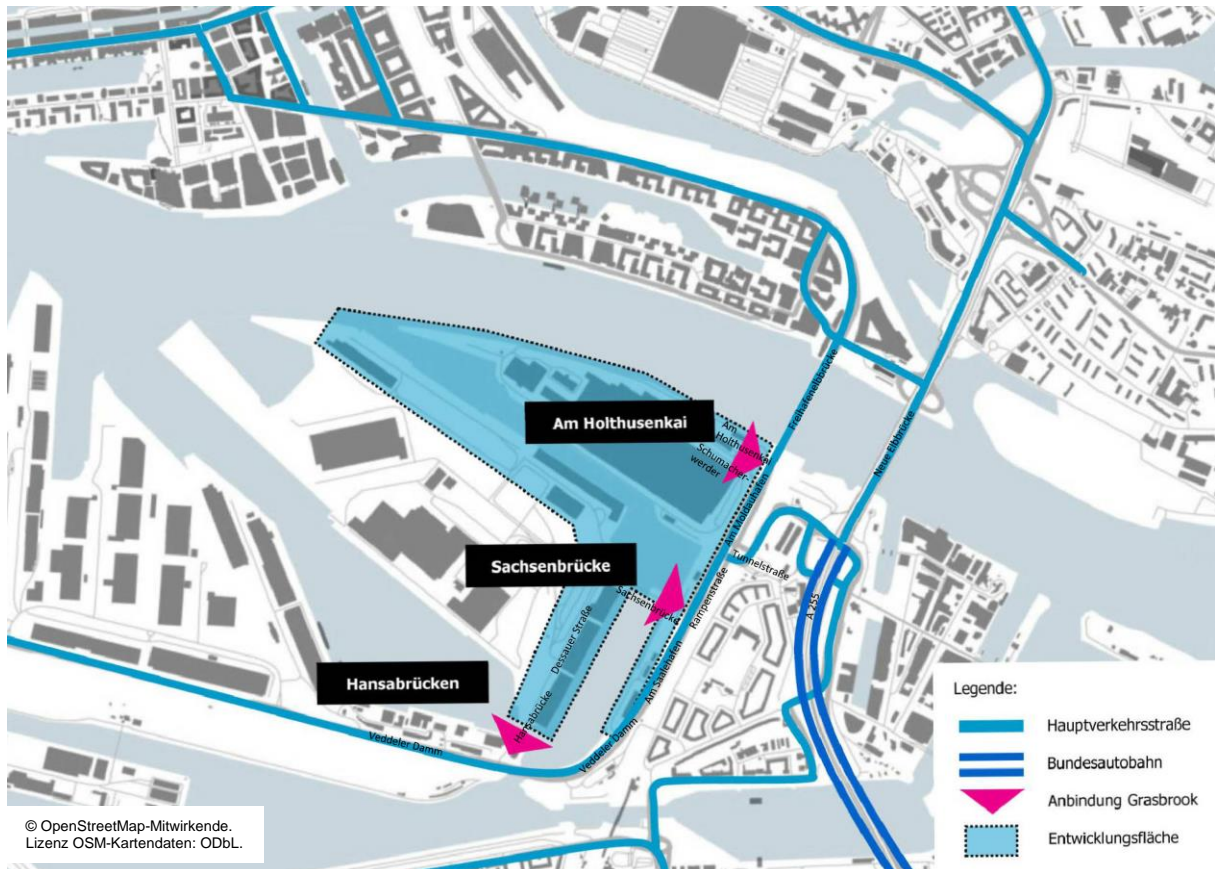 Freihafenelbbrücke
Neue Elbbrücke
Am Holthusenkai
Am
Holthusenkai
Schumacher-
werder
Am Moldauhafen
Tunnelstraße
Sachsenbrücke
Sachsenbrücke
Rampenstraße
A 255
Dessauer Straße
Am Saalehafen
Hansabrücken
Hansabrücke
Veddeler Damm
Veddeler Damm
Legende:
Hauptverkehrsstraße
Bundesautobahn
Anbindung Grasbrook
Entwicklungsfläche
© OpenStreetMap-Mitwirkende.
Lizenz OSM-Kartendaten: ODbL.